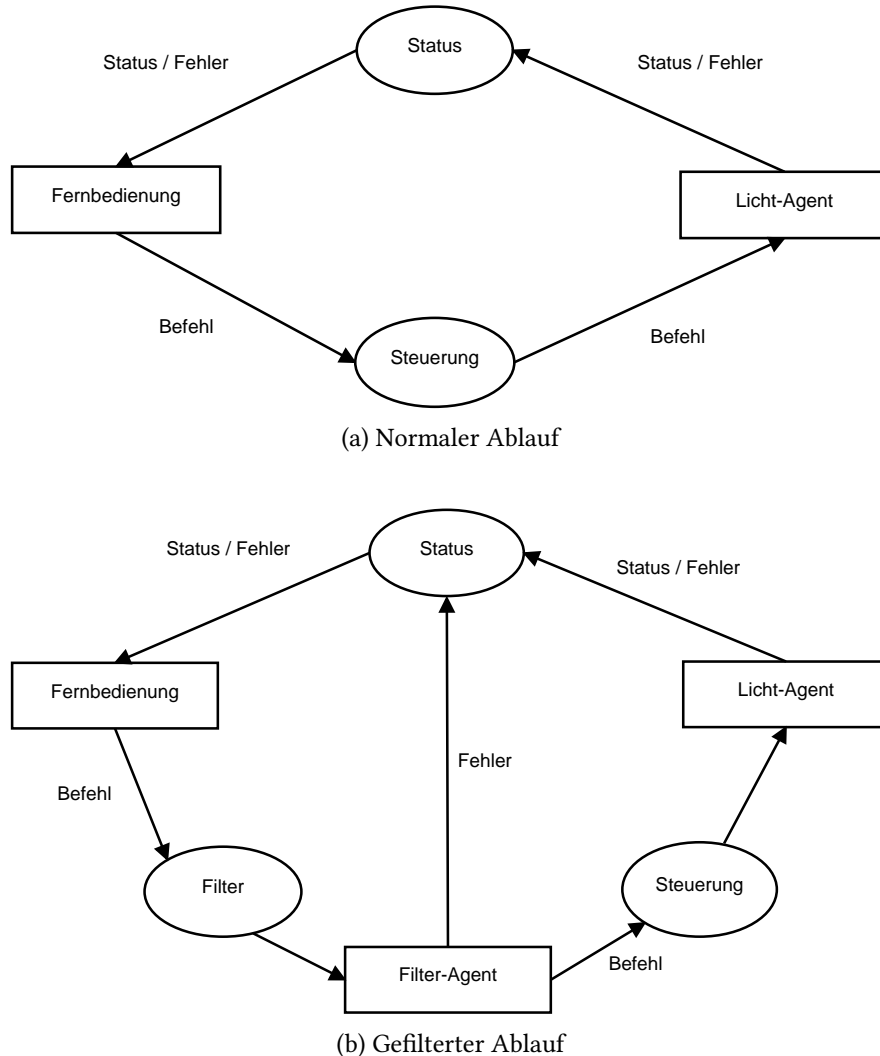 Status
Status / Fehler
Status / Fehler
Fernbedienung
Licht-Agent
Befehl
Befehl
Steuerung
(a) Normaler Ablauf
Status
Status / Fehler
Status / Fehler
Fernbedienung
Licht-Agent
Fehler
Befehl
Filter
Steuerung
Filter-Agent
Befehl
(b) Gefilterter Ablauf